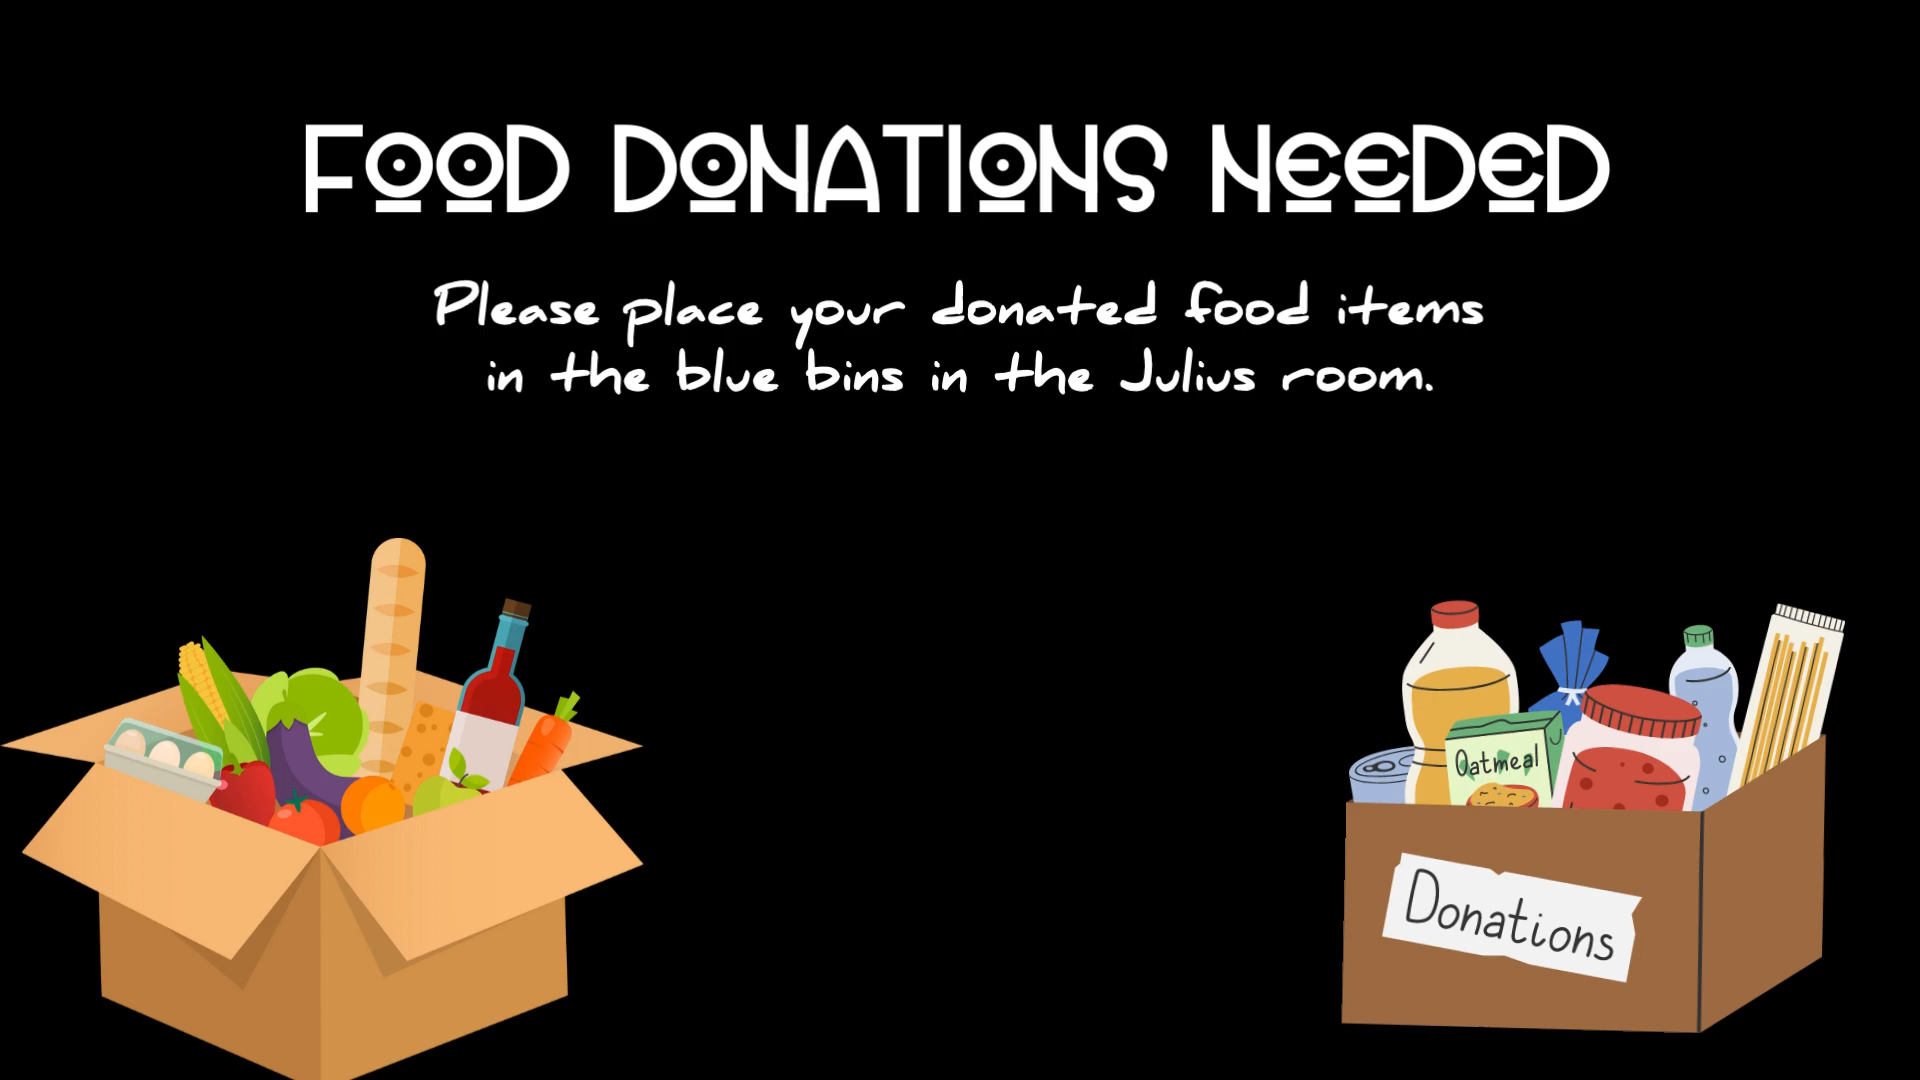 FOOD DONATIONS NEEDED
Please place your donated food items
in the blue bins in the Julius room.
Oatmeal
Donations